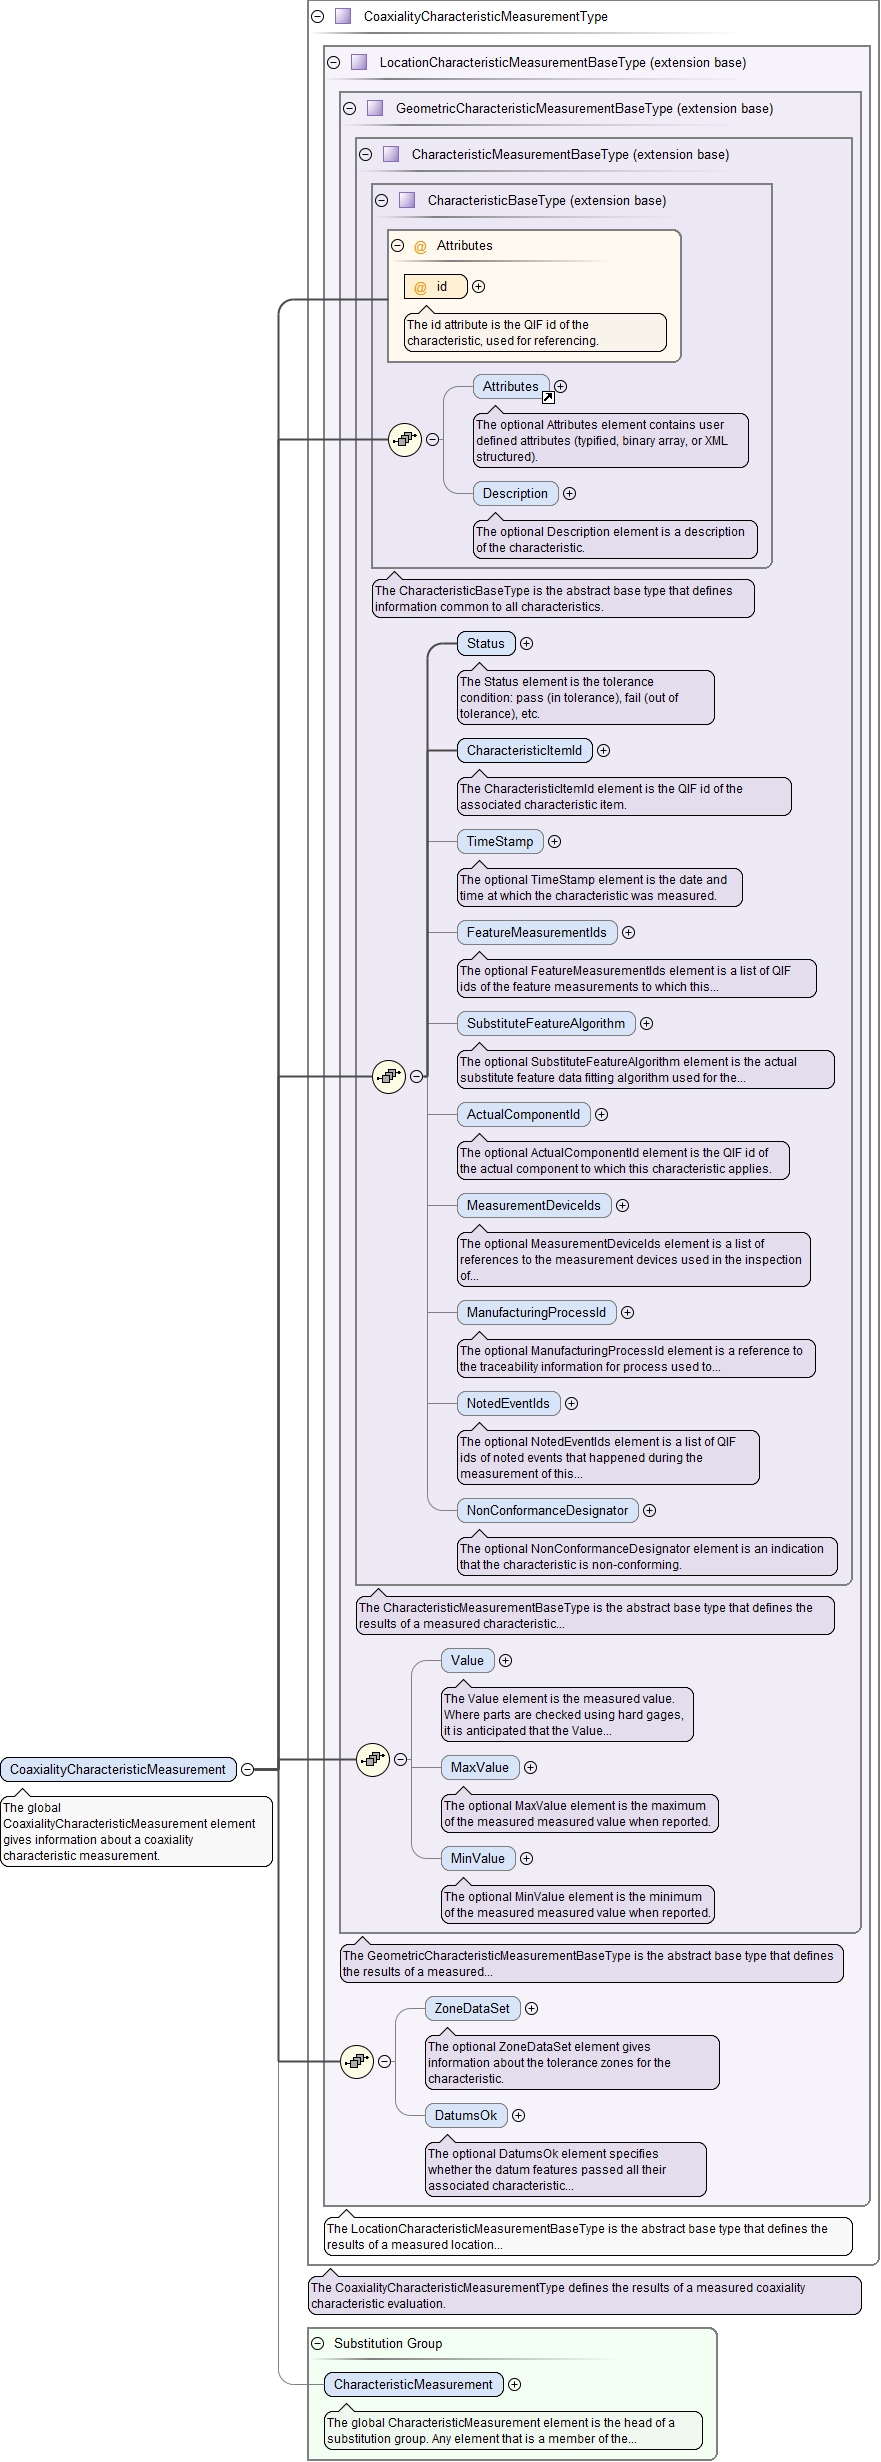 CoaxialityCharacteristicMeasurementType
LocationCharacteristicMeasurementBaseType (extension base)
GeometricCharacteristicMeasurementBaseType (extension base)
CharacteristicMeasurementBaseType (extension base)
CharacteristicBaseType (extension base)
@ Attributes
@ id
The id attribute is the QIF id of the
characteristic, used for referencing.
Attributes
The optional Attributes element contains user
defined attributes (typified, binary array, or XML
structured).
Description
The optional Description element is a description
of the characteristic.
The CharacteristicBaseType is the abstract base type that defines
information common to all characteristics.
Status
The Status element is the tolerance
condition: pass (in tolerance), fail (out of
tolerance), etc.
CharacteristicItemId
The CharacteristicItemId element is the QIF id of the
associated characteristic item.
TimeStamp
The optional TimeStamp element is the date and
time at which the characteristic was measured.
FeatureMeasurementIds
The optional FeatureMeasurementIds element is a list of QIF
ids of the feature measurements to which this...
SubstituteFeatureAlgorithm
The optional SubstituteFeatureAlgorithm element is the actual
substitute feature data fitting algorithm used for the...
ActualComponentId
The optional ActualComponentId element is the QIF id of
the actual component to which this characteristic applies.
MeasurementDeviceIds
The optional MeasurementDeviceIds element is a list of
references to the measurement devices used in the inspection
of...
ManufacturingProcessId
The optional ManufacturingProcessId element is a reference to
the traceability information for process used to...
NotedEventIds
The optional NotedEventIds element is a list of QIF
ids of noted events that happened during the
measurement of this...
NonConformanceDesignator
The optional NonConformanceDesignator element is an indication
that the characteristic is non-conforming.
The CharacteristicMeasurementBaseType is the abstract base type that defines the
results of a measured characteristic...
Value
The Value element is the measured value.
Where parts are checked using hard gages,
it is anticipated that the Value...
CoaxialityCharacteristicMeasurement
The global
CoaxialityCharacteristicMeasurement element
gives information about a coaxiality
characteristic measurement.
MaxValue
The optional MaxValue element is the maximum
of the measured measured value when reported.
MinValue
The optional MinValue element is the minimum
of the measured measured value when reported.
The GeometricCharacteristicMeasurementBaseType is the abstract base type that defines
the results of a measured...
ZoneDataSet
The optional ZoneDataSet element gives
information about the tolerance zones for the
characteristic.
DatumsOk
The optional DatumsOk element specifies
whether the datum features passed all their
associated characteristic...
The LocationCharacteristicMeasurementBaseType is the abstract base type that defines the
results of a measured location...
The CoaxialityCharacteristicMeasurementType defines the results of a measured coaxiality
characteristic evaluation.
Substitution Group
CharacteristicMeasurement
The global CharacteristicMeasurement element is the head of a
substitution group. Any element that is a member of the...